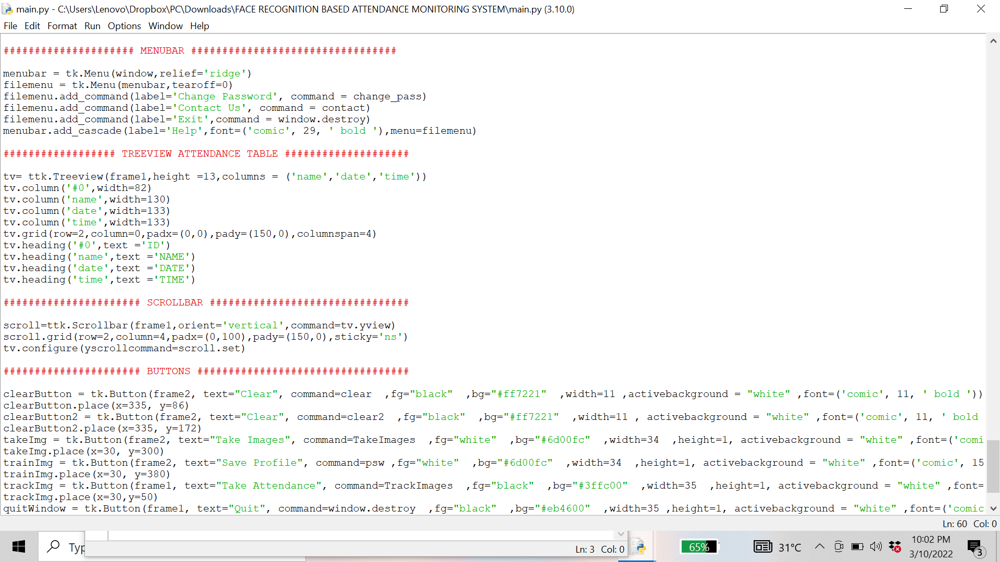 main.py - C:\Users\Lenovo\Dropbox\PC\Downloads\FACE RECOGNITION BASED ATTENDANCE MONITORING SYSTEM\main.py (3.10.0)
File Edit Format Run Options Window Help
##################### MENUBAR #################################
menubar = tk.Menu(window,relief='ridge')
filemenu = tk.Menu(menubar,tearoff=0)
filemenu.add_command(label='Change Password', command = change_pass)
filemenu.add_command(label='Contact Us', command = contact)
filemenu.add_command(label='Exit',command = window.destroy)
menubar.add_cascade(label='Help',font=('comic', 29, ' bold '),menu=filemenu)
################## TREEVIEW ATTENDANCE TABLE ####################
tv= ttk.Treeview(frame1,height =13,columns = ('name','date','time'))
tv.column('#0',width=82)
tv.column('name',width=130)
tv.column('date',width=133)
tv.column('time',width=133)
tv.grid(row=2,column=0,padx=(0,0),pady=(150,0),columnspan=4)
tv.heading('#0',text ='ID')
tv.heading('name',text ='NAME')
tv.heading('date',text ='DATE')
tv.heading('time',text ='TIME')
###################### SCROLLBAR ################################
scroll=ttk.Scrollbar(frame1,orient='vertical',command=tv.yview)
scroll.grid(row=2,column=4,padx=(0,100),pady=(150,0),sticky='ns')
tv.configure(yscrollcommand=scroll.set)
###################### BUTTONS ##################################
clearButton = tk.Button(frame2, text="Clear", command=clear  ,fg="black"  ,bg="#ff7221"  ,width=11 ,activebackground = "white" ,font=('comic', 11, ' bold '))
clearButton.place(x=335, y=86)
clearButton2 = tk.Button(frame2, text="Clear", command=clear2  ,fg="black"  ,bg="#ff7221"  ,width=11 , activebackground = "white" ,font=('comic', 11, ' bold
clearButton2.place(x=335, y=172)
takeImg = tk.Button(frame2, text="Take Images", command=TakeImages  ,fg="white"  ,bg="#6d00fc"  ,width=34  ,height=1, activebackground = "white" ,font=('comi
takeImg.place(x=30, y=300)
trainImg = tk.Button(frame2, text="Save Profile", command=psw ,fg="white"  ,bg="#6d00fc"  ,width=34  ,height=1, activebackground = "white" ,font=('comic', 15
trainImg.place(x=30, y=380)
trackImg = tk.Button(frame1, text="Take Attendance", command=TrackImages  ,fg="black"  ,bg="#3ffc00"  ,width=35  ,height=1, activebackground = "white" ,font=
trackImg.place(x=30,y=50)
quitWindow = tk.Button(frame1, text="Quit", command=window.destroy  ,fg="black"  ,bg="#eb4600"  ,width=35 ,height=1, activebackground = "white" ,font=('comic
Ln: 60 Col: 0
Typ
Ln: 3 Col: 0
65%
31°C
10:02 PM
3/10/2022
3